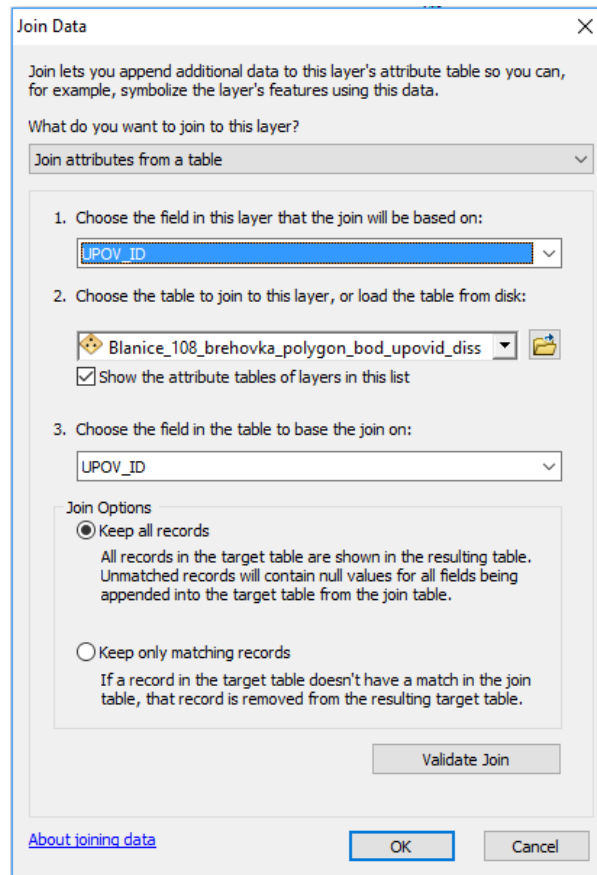 Join Data
Join lets you append additional data to this layer's attribute table so you can,
for example, symbolize the layer's features using this data.
What do you want to join to this layer?
Join attributes from a table
1. Choose the field in this layer that the join will be based on:
UPOV_ID
2. Choose the table to join to this layer, or load the table from disk:
Blanice_108_brehovka_polygon_bod_upovid_diss
Show the attribute tables of layers in this list
3. Choose the field in the table to base the join on:
UPOV_ID
Join Options
Keep all records
All records in the target table are shown in the resulting table.
Unmatched records will contain null values for all fields being
appended into the target table from the join table.
Keep only matching records
If a record in the target table doesn't have a match in the join
table, that record is removed from the resulting target table.
Validate Join
About joining data
OK
Cancel